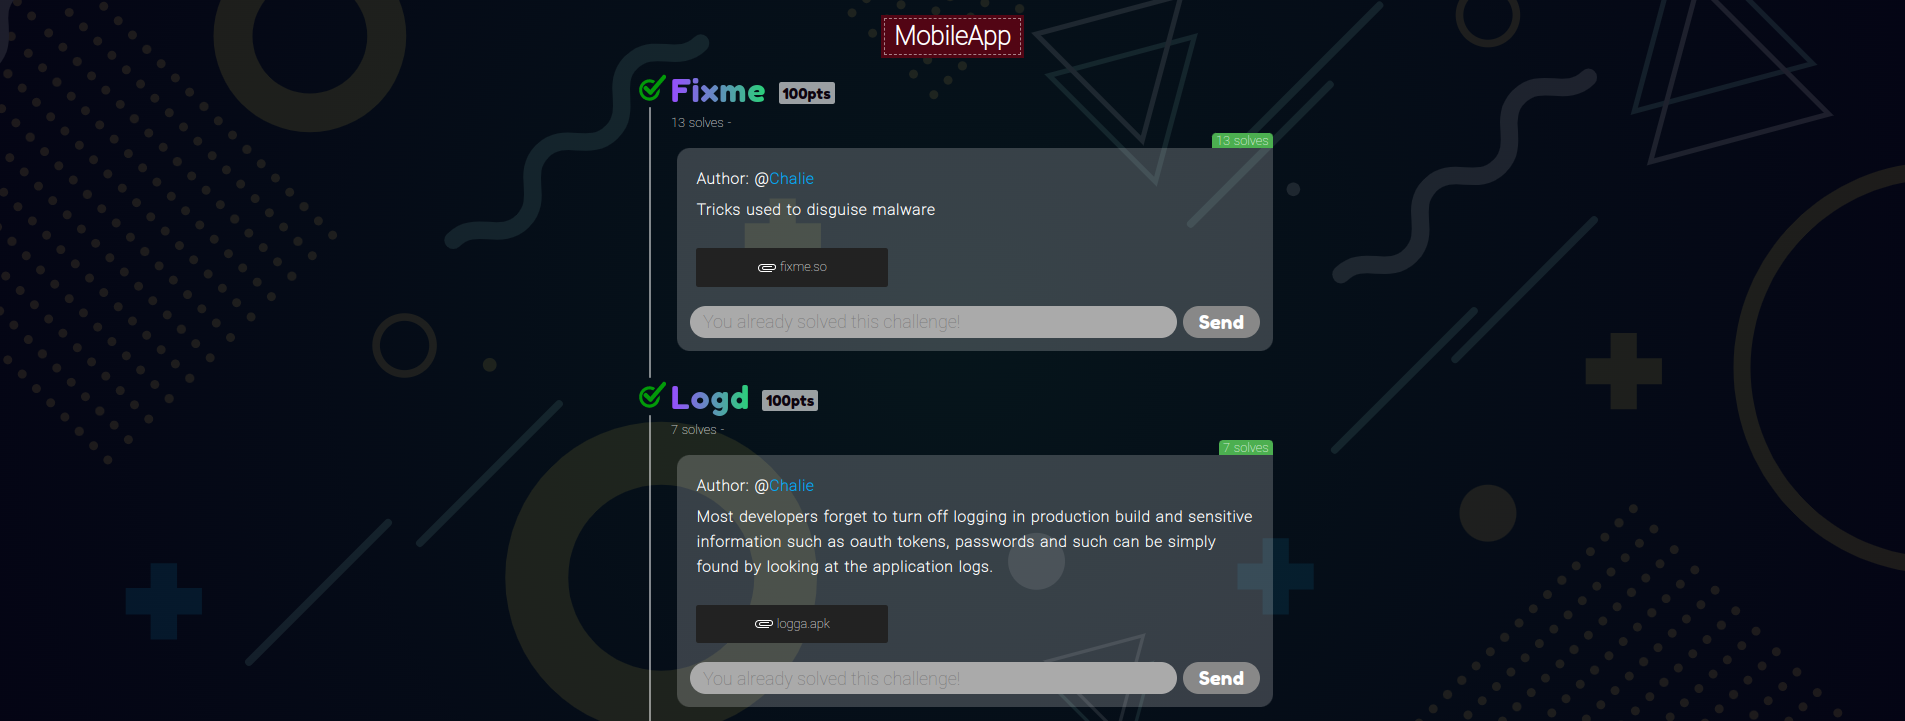 MobileApp
Fixme 100pts
13 solves -
13 solves
Author: @Chalie
Tricks used to disguise malware
fixme.so
You already solved this challenge! Send
Logd 100pts
7 solves -
7 solves
Author: @Chalie
Most developers forget to turn off logging in production build and sensitive
information such as oauth tokens, passwords and such can be simply
found by looking at the application logs.
logga.apk
You already solved this challenge! Send